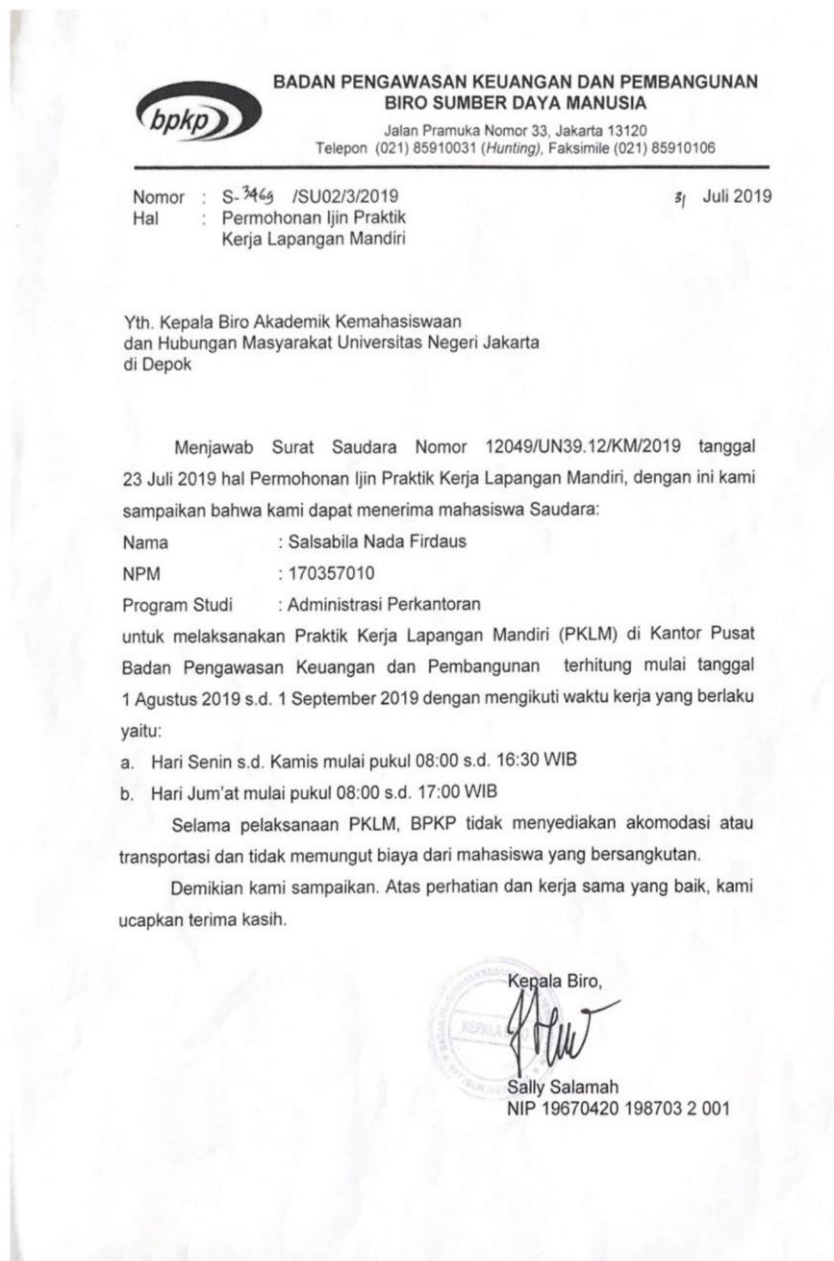 bpkp
BADAN PENGAWASAN KEUANGAN DAN PEMBANGUNAN
BIRO SUMBER DAYA MANUSIA
Jalan Pramuka Nomor 33, Jakarta 13120
Telepon (021) 85910031 (Hunting), Faksimile (021) 85910106
Nomor : S-3469 /SU02/3/2019 31 Juli 2019
Hal : Permohonan Ijin Praktik
Kerja Lapangan Mandiri
Yth. Kepala Biro Akademik Kemahasiswaan
dan Hubungan Masyarakat Universitas Negeri Jakarta
di Depok
Menjawab Surat Saudara Nomor 12049/UN39.12/KM/2019 tanggal
23 Juli 2019 hal Permohonan Ijin Praktik Kerja Lapangan Mandiri, dengan ini kami
sampaikan bahwa kami dapat menerima mahasiswa Saudara:
Nama : Salsabila Nada Firdaus
NPM : 170357010
Program Studi : Administrasi Perkantoran
untuk melaksanakan Praktik Kerja Lapangan Mandiri (PKLM) di Kantor Pusat
Badan Pengawasan Keuangan dan Pembangunan terhitung mulai tanggal
1 Agustus 2019 s.d. 1 September 2019 dengan mengikuti waktu kerja yang berlaku
yaitu:
a. Hari Senin s.d. Kamis mulai pukul 08:00 s.d. 16:30 WIB
b. Hari Jum'at mulai pukul 08:00 s.d. 17:00 WIB
Selama pelaksanaan PKLM, BPKP tidak menyediakan akomodasi atau
transportasi dan tidak memungut biaya dari mahasiswa yang bersangkutan.
Demikian kami sampaikan. Atas perhatian dan kerja sama yang baik, kami
ucapkan terima kasih.
Kepala Biro,
KEPALA
Sally Salamah
NIP 19670420 198703 2 001